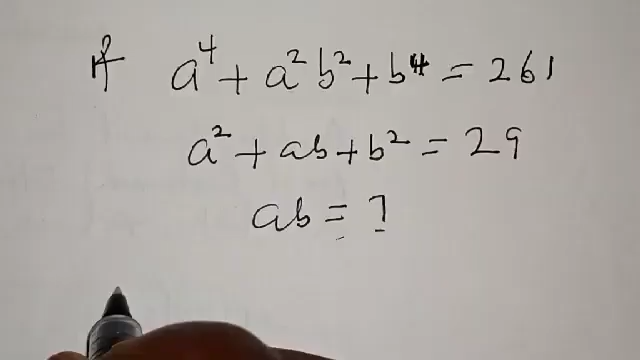 If a⁴ + a²b² + b⁴ = 261
a² + ab + b² = 29
ab = ?